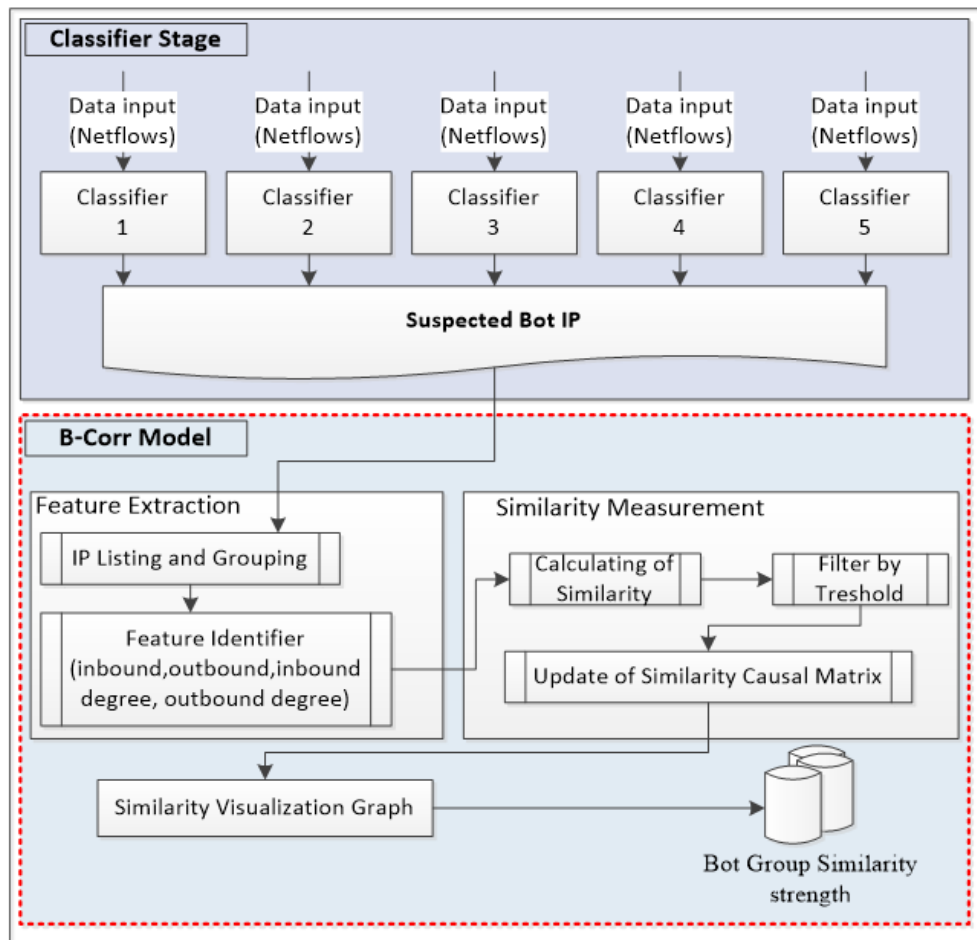 Classifier Stage
Data input
(Netflows)
Data input
(Netflows)
Data input
(Netflows)
Data input
(Netflows)
Data input
(Netflows)
Classifier
1
Classifier
2
Classifier
3
Classifier
4
Classifier
5
Suspected Bot IP
B-Corr Model
Feature Extraction
IP Listing and Grouping
Feature Identifier
(inbound,outbound,inbound
degree, outbound degree)
Similarity Measurement
Calculating of
Similarity
Filter by
Treshold
Update of Similarity Causal Matrix
Similarity Visualization Graph
Bot Group Similarity
strength